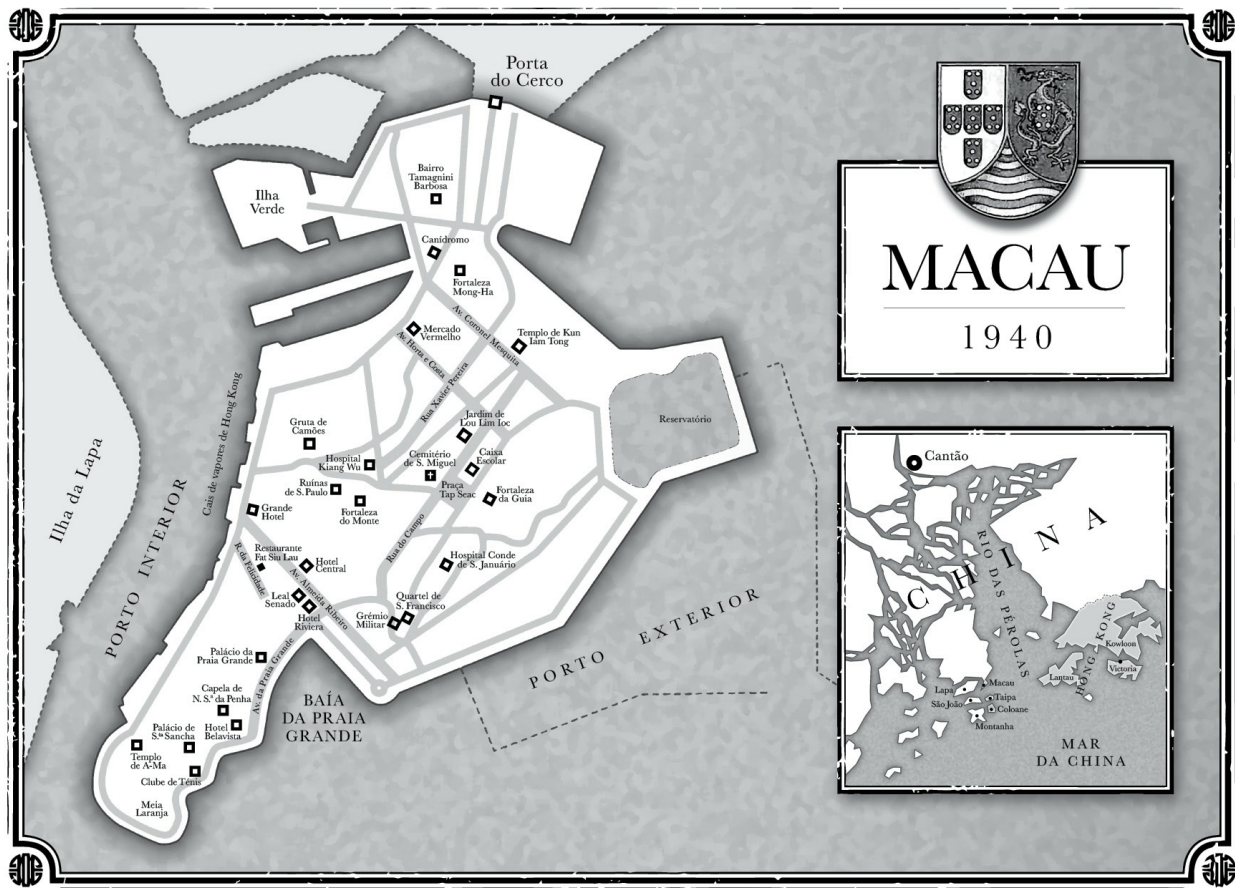 Porta
do Cerco
Bairro
Tamagnini
Barbosa
Ilha
Verde
Canídromo
Fortaleza
Mong-Ha
Av. Coronel Mesquita
Mercado
Vermelho
Templo de Kun
Iam Tong
Av. Horta e Costa
Rua Xavier Pereira
Reservatório
Cais de vapores de Hong Kong
Gruta de
Camões
Jardim de
Lou Lim Ioc
Hospital
Kiang Wu
Cemitério
de S. Miguel
Caixa
Escolar
Ruínas
de S. Paulo
Praça
Tap Seac
Fortaleza
da Guia
Fortaleza
do Monte
Grande
Hotel
Rua do Campo
Ilha da Lapa
PORTO INTERIOR
Restaurante
Fat Siu Lau
R. da Felicidade
Hotel
Central
Hospital Conde
de S. Januário
Av. Almeida Ribeiro
Leal
Senado
Hotel
Riviera
Quartel de
S. Francisco
Grémio
Militar
PORTO EXTERIOR
Palácio da
Praia Grande
Av. da Praia Grande
Capela de
N. S.ª da Penha
BAÍA
DA PRAIA
GRANDE
Hotel
Belavista
Palácio de
S.ta Sancha
Templo
de A-Ma
Clube de Ténis
Meia
Laranja
MACAU
1940
Cantão
CHINA
RIO DAS PÉROLAS
HONG KONG
Kowloon
Victoria
Lantau
Macau
Lapa
Taipa
São João
Coloane
Montanha
MAR
DA CHINA